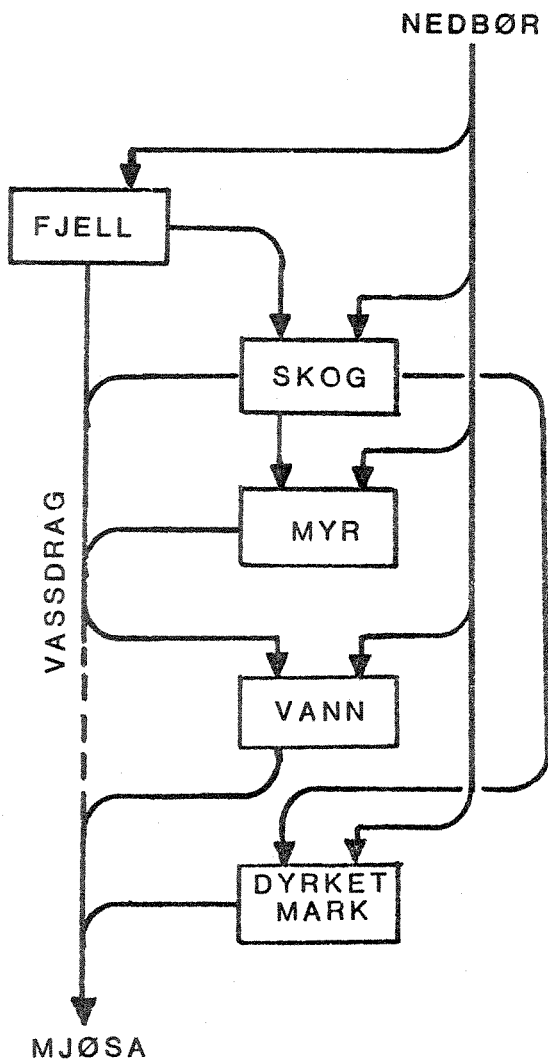 NEDBØR
FJELL
SKOG
MYR
VASSDRAG
VANN
DYRKET
MARK
MJØSA